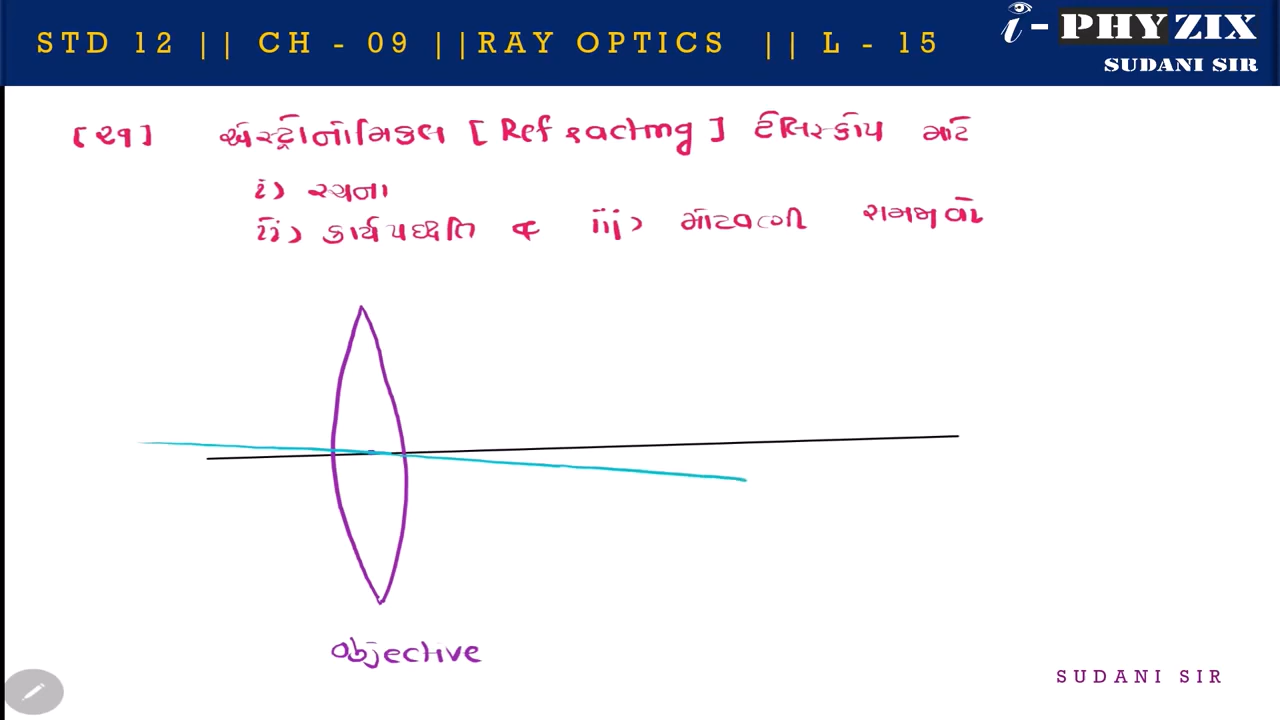 STD 12 || CH - 09 ||RAY OPTICS || L - 15
i-PHYZIX
SUDANI SIR
[૨૧] એસ્ટ્રોનોમિકલ [Refracting] ટેલિસ્કોપ માટે
i) રચના
ii) કાર્યપધ્ધતિ & iii) મોટવણી સમજાવો
objective
SUDANI SIR